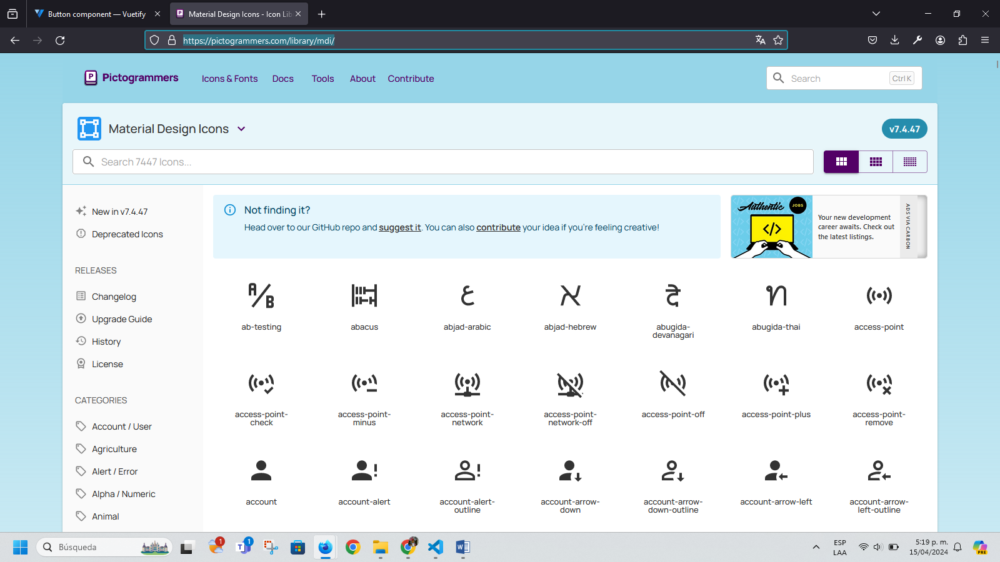 Button component — Vuetify
Material Design Icons - Icon Lib
https://pictogrammers.com/library/mdi/
Pictogrammers
Icons & Fonts
Docs
Tools
About
Contribute
Search
Ctrl K
Material Design Icons
v7.4.47
Search 7447 Icons...
New in v7.4.47
Deprecated Icons
RELEASES
Changelog
Upgrade Guide
History
License
CATEGORIES
Account / User
Agriculture
Alert / Error
Alpha / Numeric
Animal
Not finding it?
Head over to our GitHub repo and suggest it. You can also contribute your idea if you're feeling creative!
Authentic
JOBS
Your new development
career awaits. Check out
the latest listings.
ADS VIA CARBON
ab-testing
abacus
abjad-arabic
abjad-hebrew
abugida-
devanagari
abugida-thai
access-point
access-point-
check
access-point-
minus
access-point-
network
access-point-
network-off
access-point-off
access-point-plus
access-point-
remove
account
account-alert
account-alert-
outline
account-arrow-
down
account-arrow-
down-outline
account-arrow-left
account-arrow-
left-outline
Búsqueda
1
1
ESP
LAA
5:19 p. m.
15/04/2024
PRE